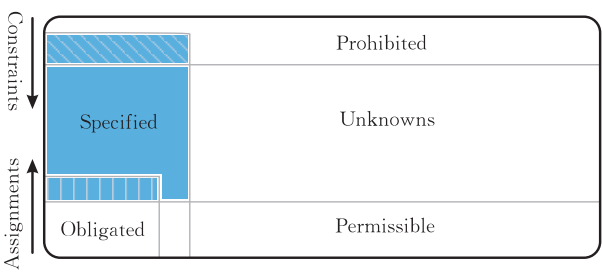 Constraints
Prohibited
Specified
Unknowns
Assignments
Obligated
Permissible